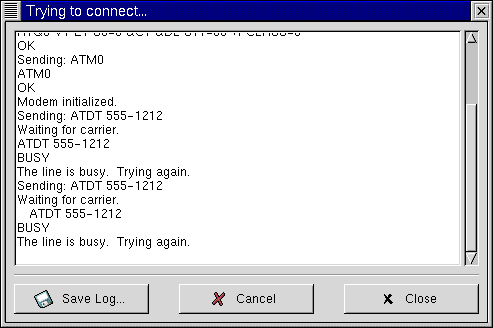 Trying to connect...
OK
Sending: ATM0
ATM0
OK
Modem initialized.
Sending: ATDT 555-1212
Waiting for carrier.
ATDT 555-1212
BUSY
The line is busy.  Trying again.
Sending: ATDT 555-1212
Waiting for carrier.
ATDT 555-1212
BUSY
The line is busy.  Trying again.
Save Log...
Cancel
Close